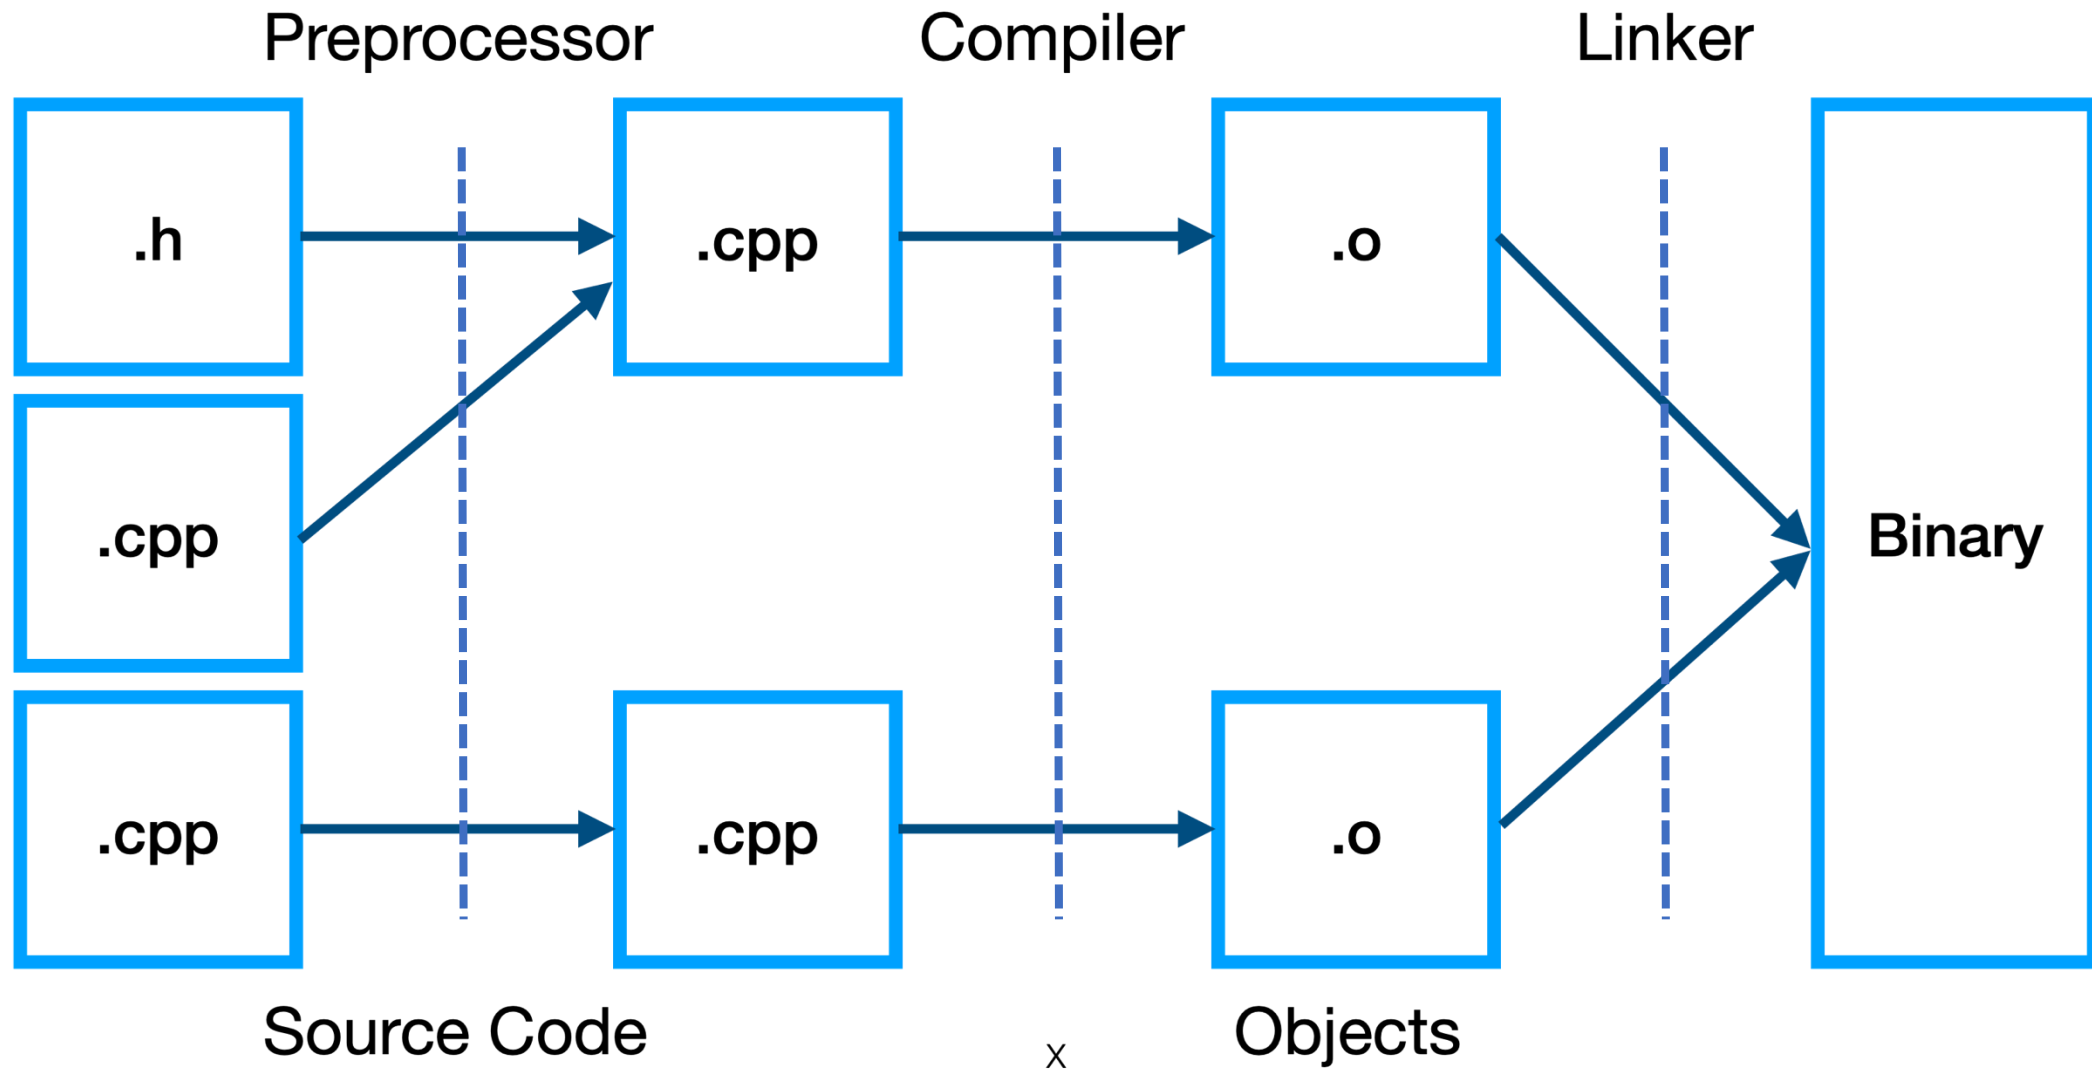 Preprocessor
Compiler
Linker
.h
.cpp
.o
.cpp
Binary
.cpp
.cpp
.o
Source Code
x
Objects